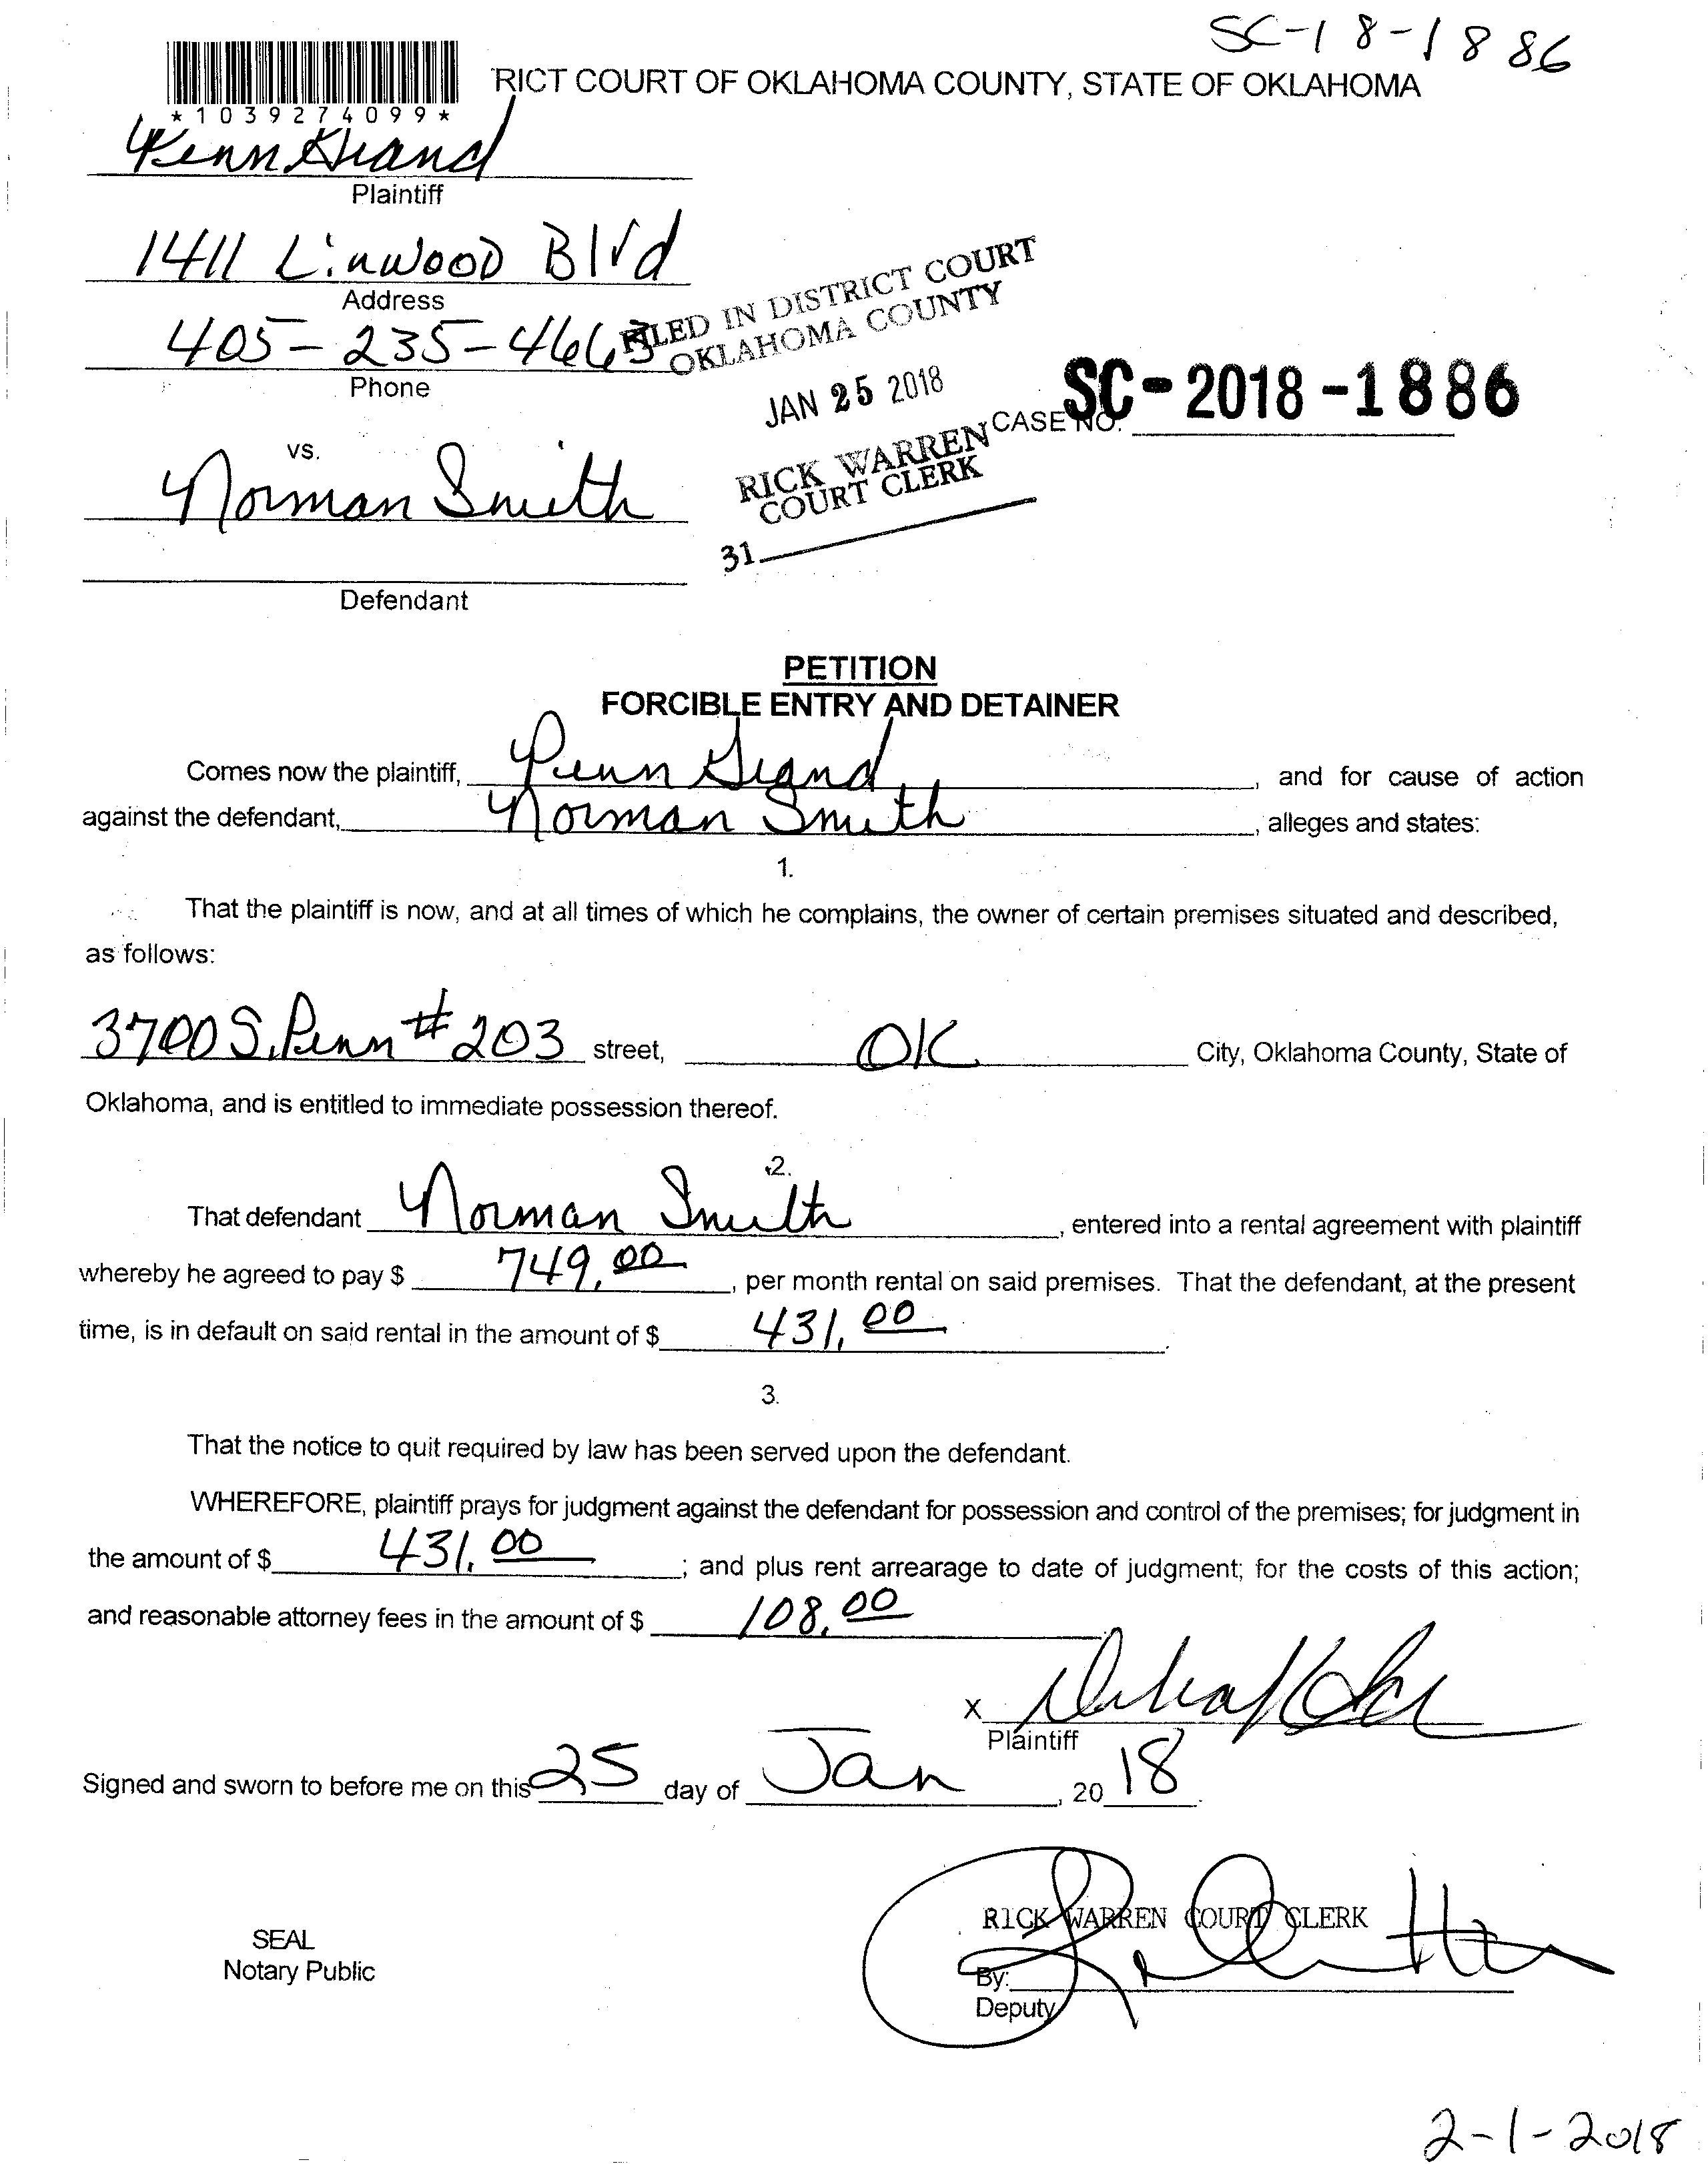 SC-18-1886
RICT COURT OF OKLAHOMA COUNTY, STATE OF OKLAHOMA
*1039274099*
Penn Grand
Plaintiff
1411 Linwood Blvd
Address
405-235-4663
Phone
FILED IN DISTRICT COURT
OKLAHOMA COUNTY
JAN 25 2018
RICK WARREN
COURT CLERK
31
CASE NO. SC-2018-1886
vs.
Norman Smith
Defendant
PETITION
FORCIBLE ENTRY AND DETAINER
Comes now the plaintiff, Penn Grand, and for cause of action
against the defendant, Norman Smith, alleges and states:
1.
That the plaintiff is now, and at all times of which he complains, the owner of certain premises situated and described,
as follows:
3700 S. Penn # 203 street, OK City, Oklahoma County, State of
Oklahoma, and is entitled to immediate possession thereof.
2.
That defendant Norman Smith, entered into a rental agreement with plaintiff
whereby he agreed to pay $ 749.00, per month rental on said premises. That the defendant, at the present
time, is in default on said rental in the amount of $ 431.00.
3.
That the notice to quit required by law has been served upon the defendant.
WHEREFORE, plaintiff prays for judgment against the defendant for possession and control of the premises; for judgment in
the amount of $ 431.00; and plus rent arrearage to date of judgment; for the costs of this action;
and reasonable attorney fees in the amount of $ 108.00
X
Plaintiff
Signed and sworn to before me on this 25 day of Jan, 2018.
RICK WARREN COURT CLERK
SEAL
Notary Public
By:
Deputy
2-1-2018